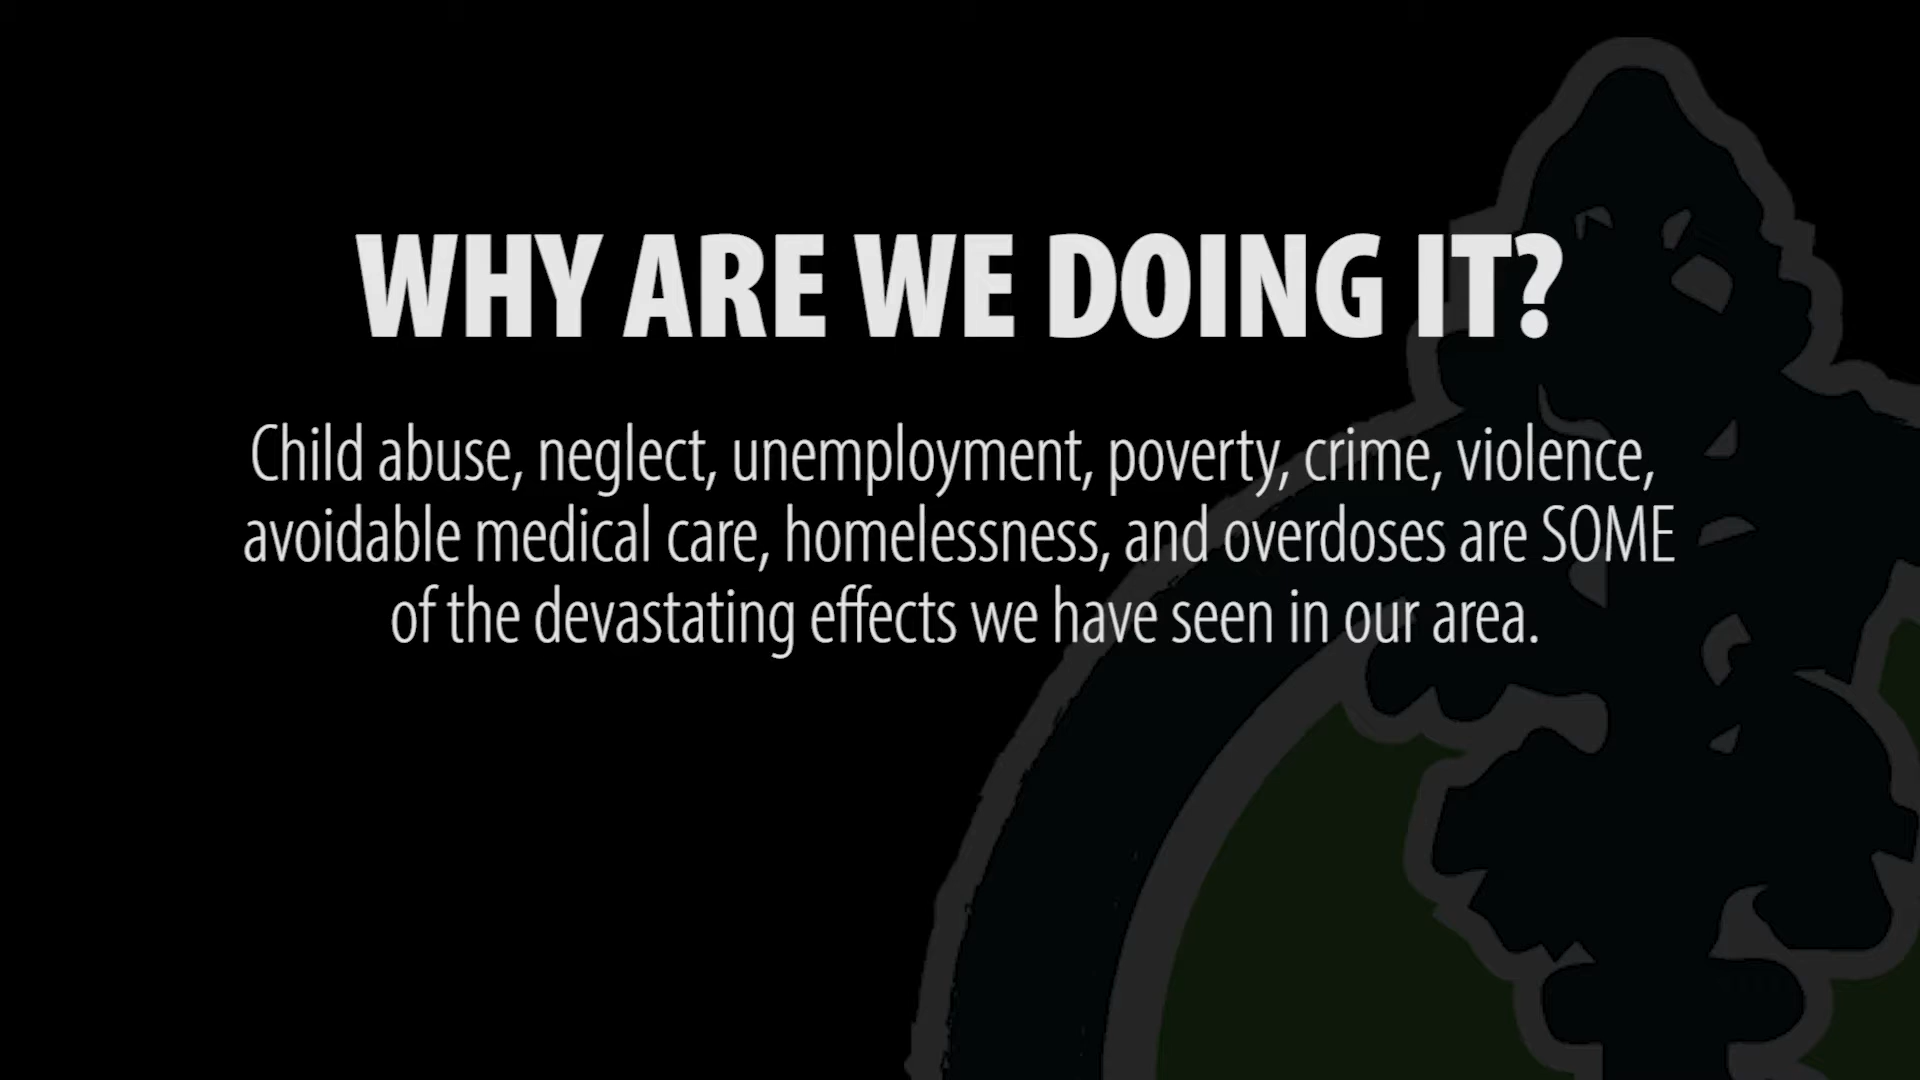 WHY ARE WE DOING IT?
Child abuse, neglect, unemployment, poverty, crime, violence,
avoidable medical care, homelessness, and overdoses are SOME
of the devastating effects we have seen in our area.